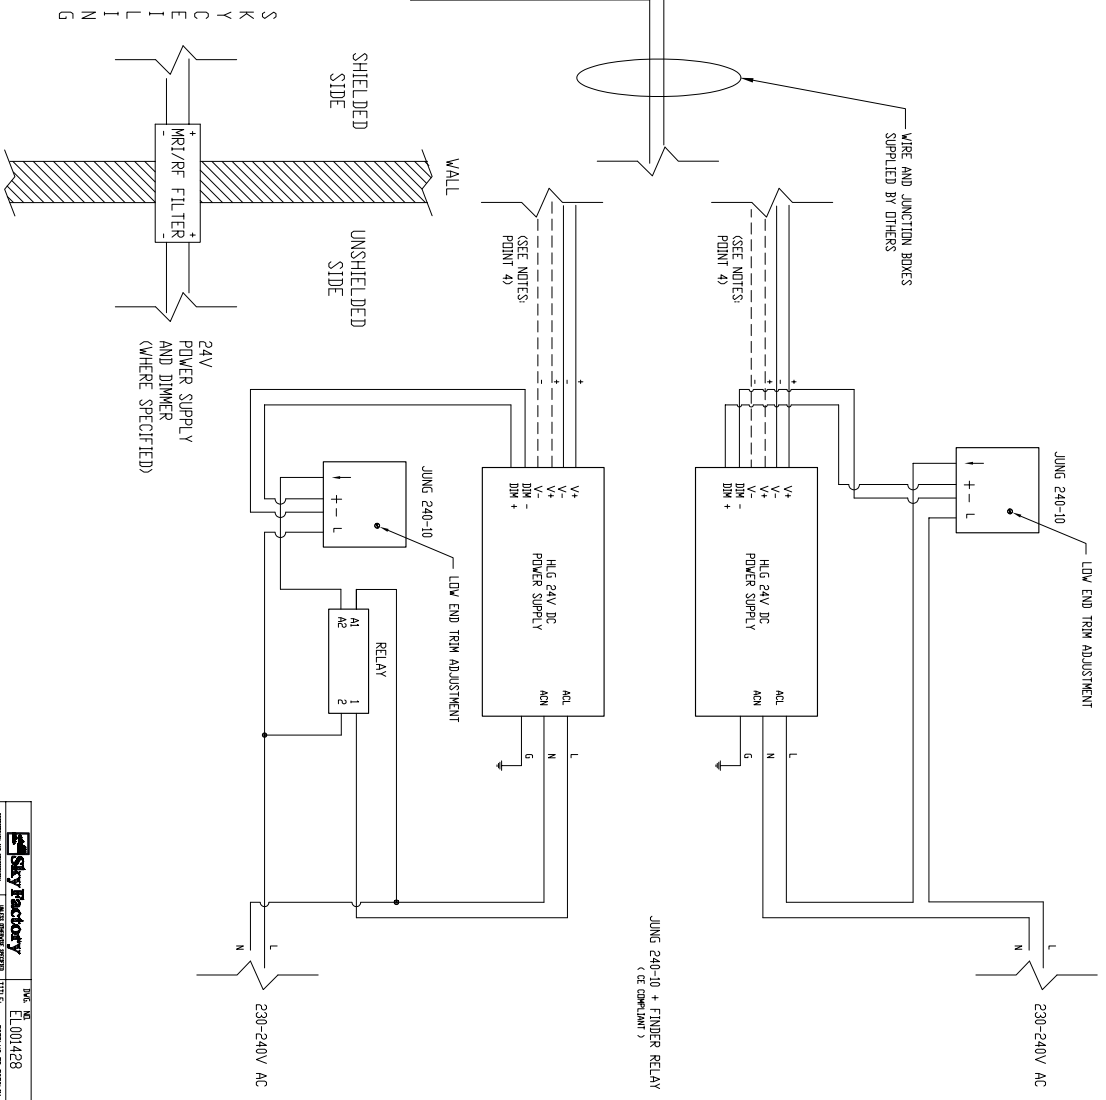 SKYCEILING
SHIELDED
SIDE
WALL
UNSHIELDED
SIDE
+
-
MRI/RF FILTER
+
-
24V
POWER SUPPLY
AND DIMMER
(WHERE SPECIFIED)
WIRE AND JUNCTION BOXES
SUPPLIED BY OTHERS
(SEE NOTES:
POINT 4)
+
-
+
-
JUNG 240-10
LOW END TRIM ADJUSTMENT
+
-
L
V+
V-
V+
V-
DIM -
DIM +
HLG 24V DC
POWER SUPPLY
ACL
ACN
L
N
G
L
N
230-240V AC
JUNG 240-10 + FINDER RELAY
(CE COMPLIANT)
(SEE NOTES:
POINT 4)
+
-
+
-
V+
V-
V+
V-
DIM -
DIM +
HLG 24V DC
POWER SUPPLY
ACL
ACN
L
N
G
JUNG 240-10
LOW END TRIM ADJUSTMENT
+
-
L
RELAY
A1
A2
1
2
L
N
230-240V AC
Sky Factory
DWG. NO.
EL001428